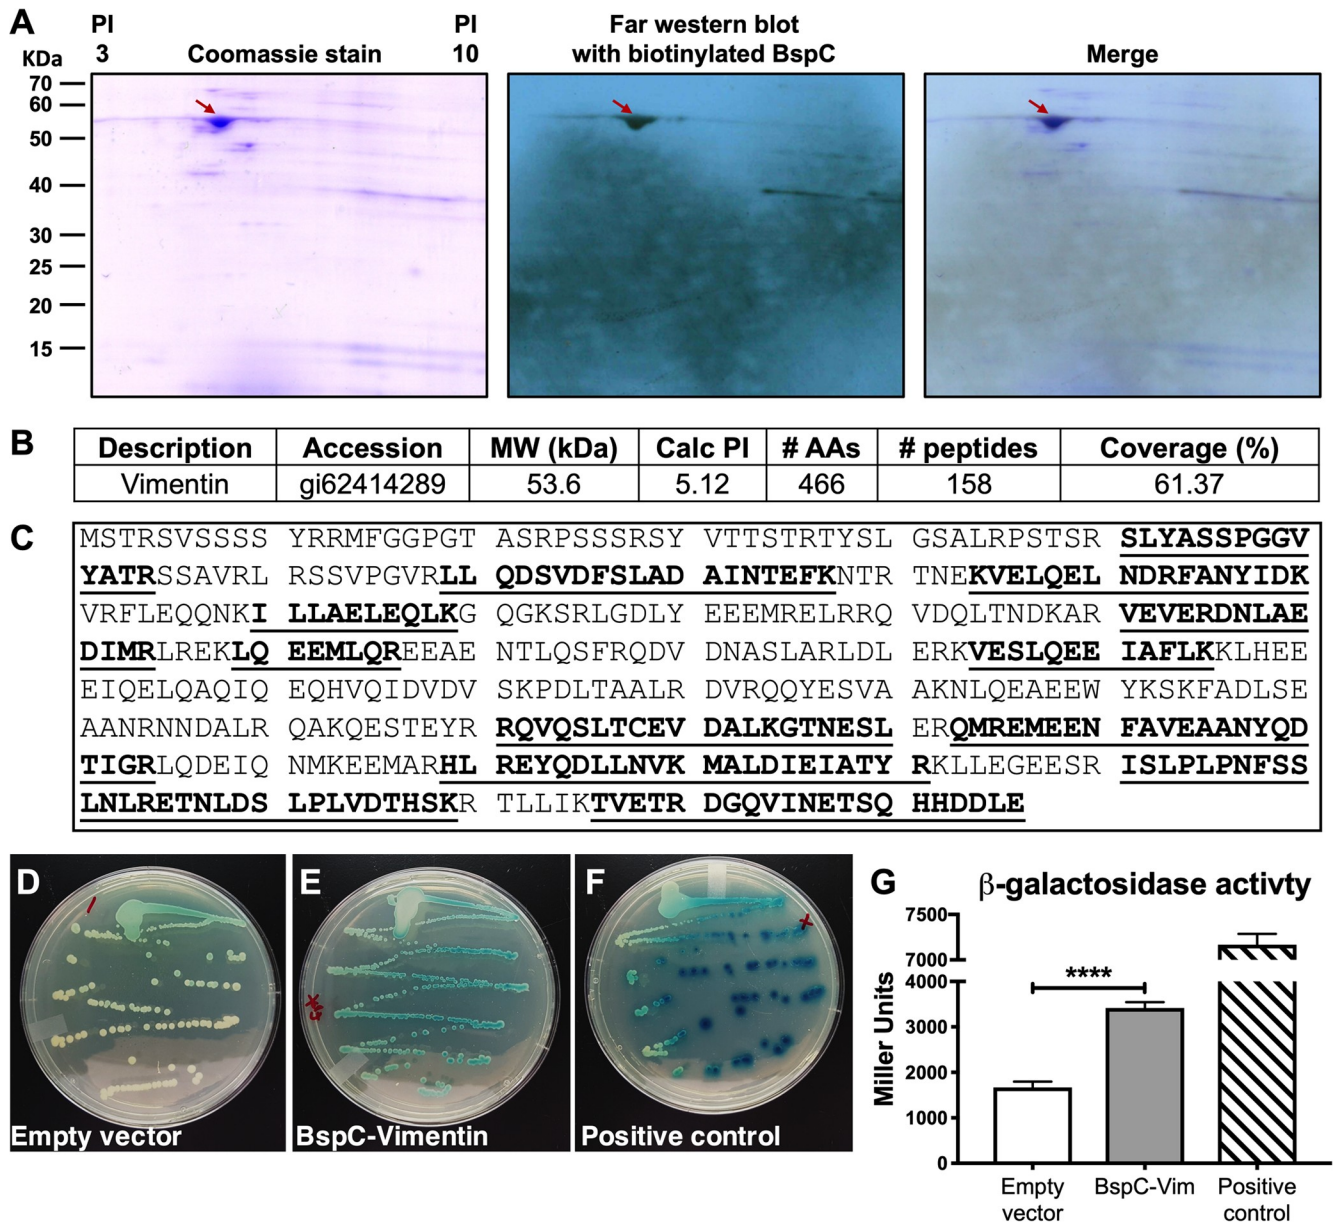 A
PI
3
PI
10
KDa
Coomassie stain
Far western blot
with biotinylated BspC
Merge
70
60
50
40
30
25
20
15
B
Description Accession MW (kDa) Calc PI # AAs # peptides Coverage (%)
Vimentin gi62414289 53.6 5.12 466 158 61.37
C
MSTRSVSSSS YRRMFGGPGT ASRPSSSRSY VTTSTRTYSL GSALRPSTSR SLYASSPGGV
YATRSSAVRL RSSVPGVRLL QDSVDFSLAD AINTEFKNTR TNEKVELQEL NDRFANYIDK
VRFLEQQNKI LLAELEQLKG QGKSRLGDLY EEEMRELRRQ VDQLTNDKAR VEVERDNLAE
DIMRLREKLQ EEMLQREEAE NTLQSFRQDV DNASLARLDL ERKVESLQEE IAFLKKLHEE
EIQELQAQIQ EQHVQIDVDV SKPDLTAALR DVRQQYESVA AKNLQEAEEW YKSKFADLSE
AANRNNDALR QAKQESTEYR RQVQSLTCEV DALKGTNESL ERQMREMEEN FAVEAANYQD
TIGRLQDEIQ NMKEEMARHL REYQDLLNVK MALDIEIATY RKLLEGEESR ISLPLPNFSS
LNLRETNLDS LPLVDTHSKR TLLIKTVETR DGQVINETSQ HHDDLE
D
Empty vector
E
BspC-Vimentin
F
Positive control
G
β-galactosidase activty
Miller Units
7500
7000
4000
3000
2000
1000
0
****
Empty
vector
BspC-Vim
Positive
control